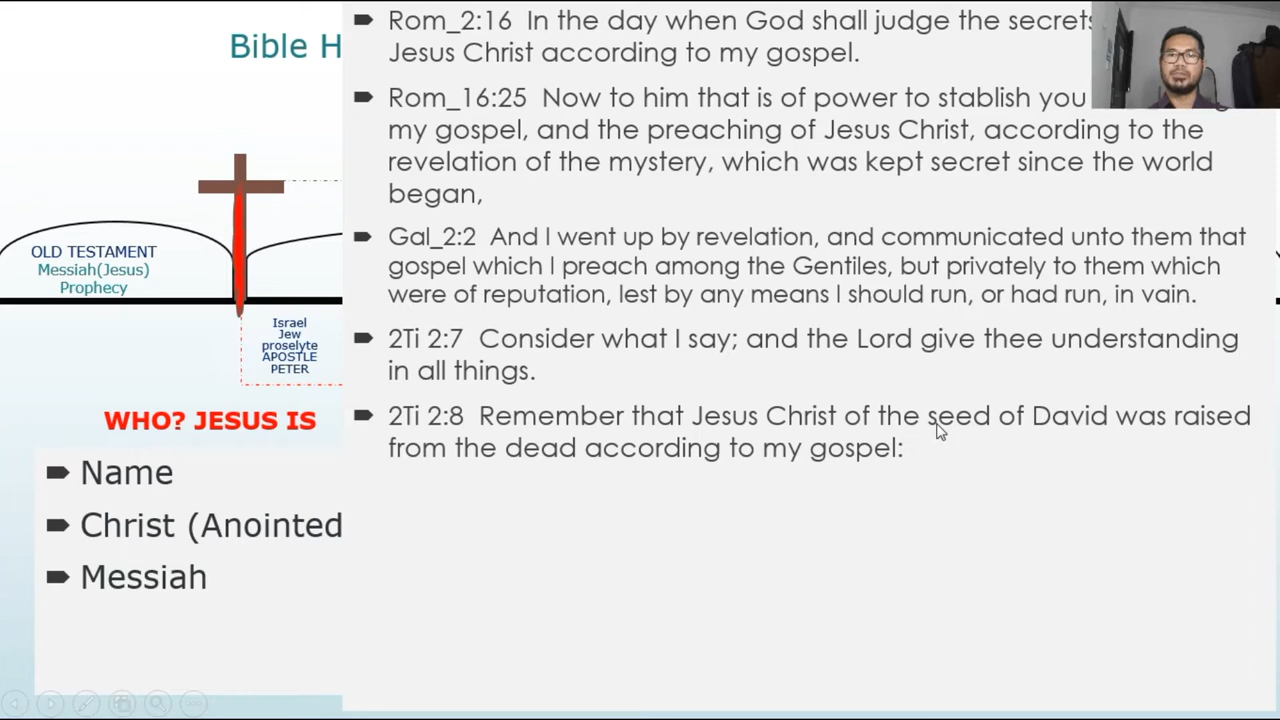 Bible H
OLD TESTAMENT
Messiah(Jesus)
Prophecy
Israel
Jew
proselyte
APOSTLE
PETER
WHO? JESUS IS
Name
Christ (Anointed
Messiah
Rom_2:16 In the day when God shall judge the secrets
Jesus Christ according to my gospel.
Rom_16:25 Now to him that is of power to stablish you
my gospel, and the preaching of Jesus Christ, according to the
revelation of the mystery, which was kept secret since the world
began,
Gal_2:2 And I went up by revelation, and communicated unto them that
gospel which I preach among the Gentiles, but privately to them which
were of reputation, lest by any means I should run, or had run, in vain.
2Ti 2:7 Consider what I say; and the Lord give thee understanding
in all things.
2Ti 2:8 Remember that Jesus Christ of the seed of David was raised
from the dead according to my gospel: